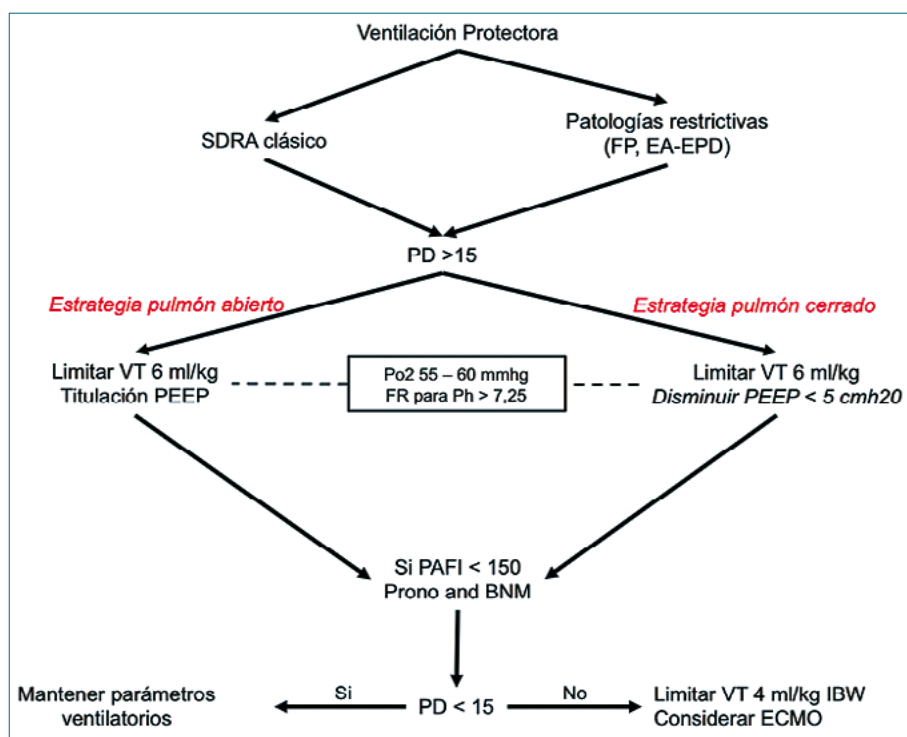 Ventilación Protectora
SDRA clásico
Patologías restrictivas
(FP, EA-EPD)
PD >15
Estrategia pulmón abierto
Estrategia pulmón cerrado
Limitar VT 6 ml/kg
Titulación PEEP
Po2 55 – 60 mmhg
FR para Ph > 7,25
Limitar VT 6 ml/kg
Disminuir PEEP < 5 cmh20
Si PAFI < 150
Prono and BNM
Mantener parámetros
ventilatorios
Si
PD < 15
No
Limitar VT 4 ml/kg IBW
Considerar ECMO